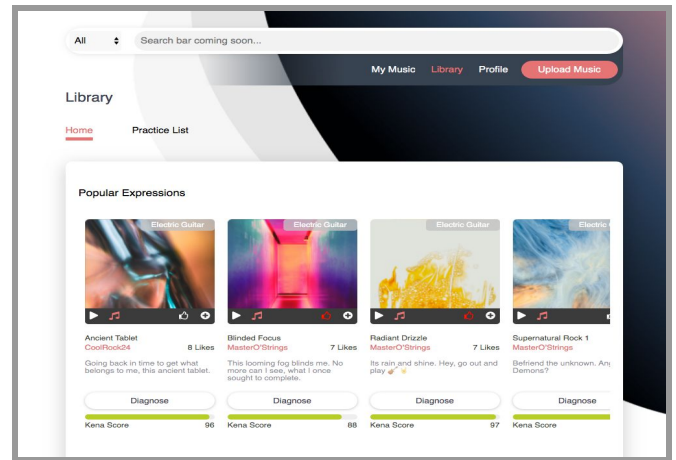 All
Search bar coming soon...
My Music Library Profile Upload Music
Library
Home Practice List
Popular Expressions
Electric Guitar
Ancient Tablet
CoolRock24 8 Likes
Going back in time to get what
belongs to me, this ancient tablet.
Diagnose
Kena Score 96
Electric Guitar
Blinded Focus
MasterO'Strings 7 Likes
This looming fog blinds me. No
more can I see, what I once
sought to complete.
Diagnose
Kena Score 88
Electric Guitar
Radiant Drizzle
MasterO'Strings 7 Likes
Its rain and shine. Hey, go out and
play
Diagnose
Kena Score 97
Electric
Supernatural Rock 1
MasterO'Strings
Befriend the unknown.
Demons?
Diagnose
Kena Score